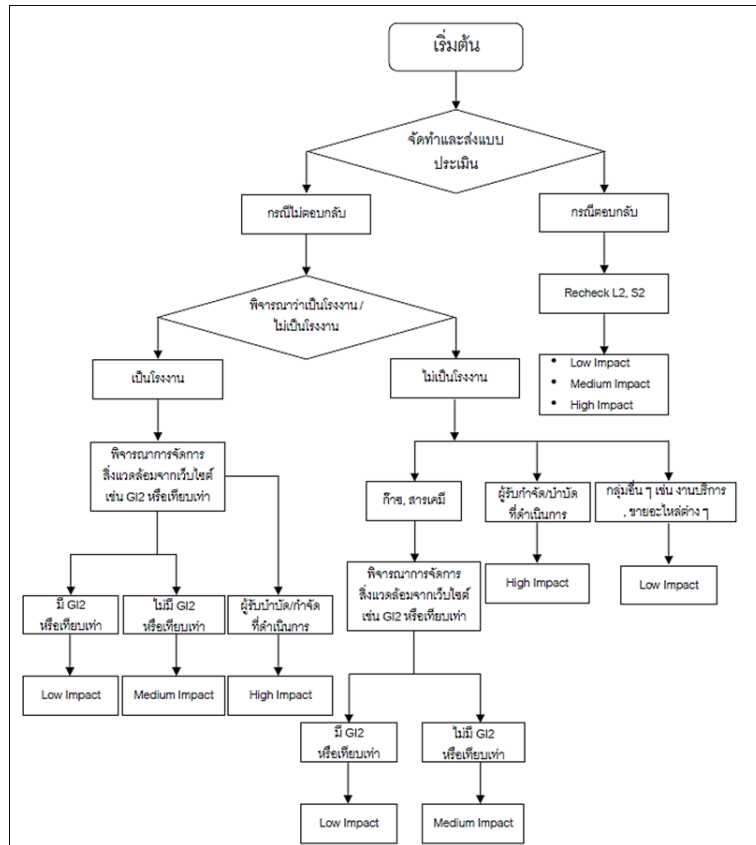 เริ่มต้น
จัดทำและส่งแบบ
ประเมิน
กรณีไม่ตอบกลับ
กรณีตอบกลับ
พิจารณาว่าเป็นโรงงาน /
ไม่เป็นโรงงาน
Recheck L2, S2
เป็นโรงงาน
ไม่เป็นโรงงาน
• Low Impact
• Medium Impact
• High Impact
พิจารณาการจัดการ
สิ่งแวดล้อมจากเว็บไซต์
เช่น GI2 หรือเทียบเท่า
ก๊าซ, สารเคมี
ผู้รับกำจัด/บำบัด
ที่ดำเนินการ
กลุ่มอื่น ๆ เช่น งานบริการ
, ขายอะไหล่ต่าง ๆ
พิจารณาการจัดการ
สิ่งแวดล้อมจากเว็บไซต์
เช่น GI2 หรือเทียบเท่า
High Impact
Low Impact
มี GI2
หรือเทียบเท่า
ไม่มี GI2
หรือเทียบเท่า
ผู้รับบำบัด/กำจัด
ที่ดำเนินการ
Low Impact
Medium Impact
High Impact
มี GI2
หรือเทียบเท่า
ไม่มี GI2
หรือเทียบเท่า
Low Impact
Medium Impact